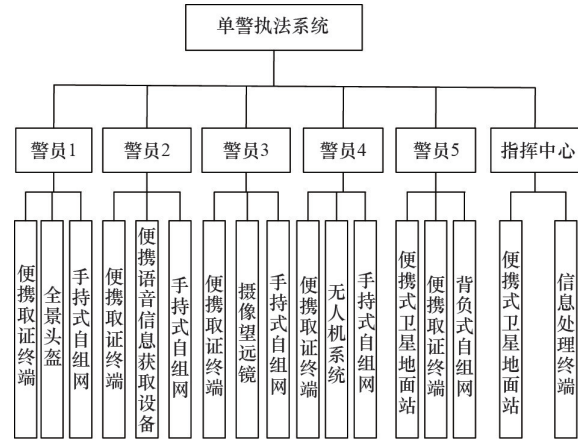 单警执法系统
警员1
警员2
警员3
警员4
警员5
指挥中心
便携取证终端
全景头盔
手持式自组网
便携取证终端
便携语音信息获取设备
手持式自组网
便携取证终端
摄像望远镜
手持式自组网
便携取证终端
无人机系统
手持式自组网
便携式卫星地面站
便携取证终端
背负式自组网
便携式卫星地面站
信息处理终端